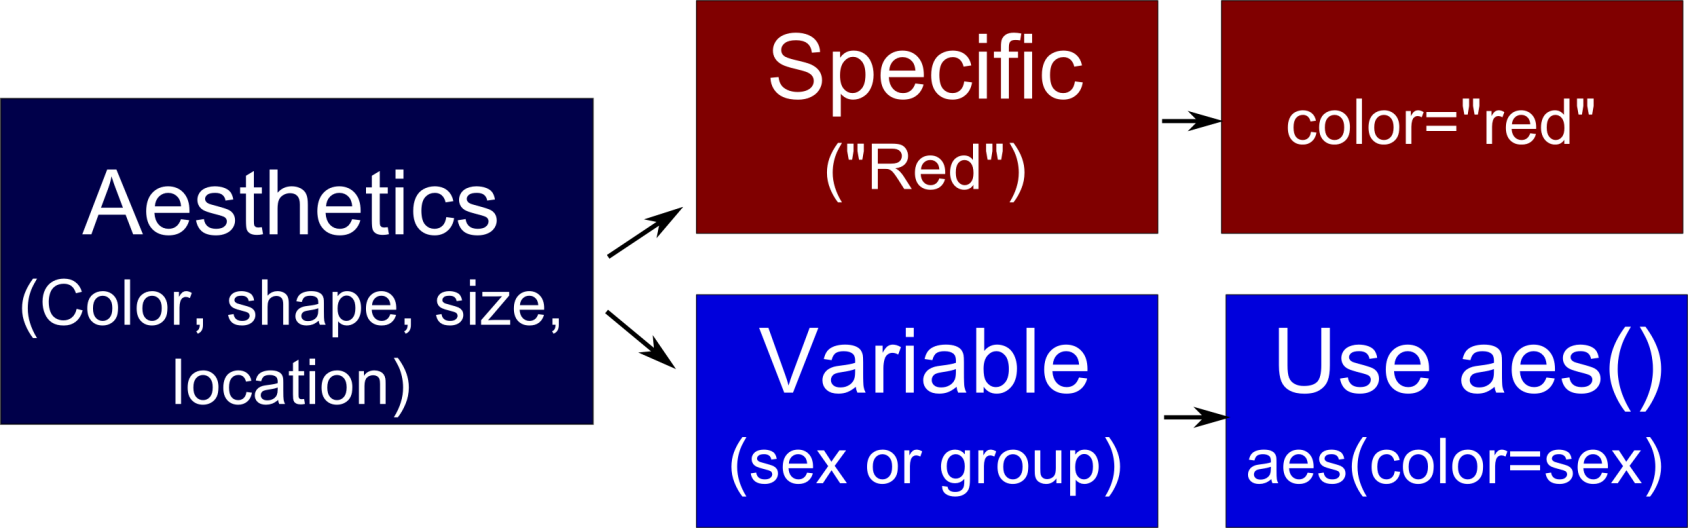 Aesthetics
(Color, shape, size,
location)
Specific
("Red")
color="red"
Variable
(sex or group)
Use aes()
aes(color=sex)